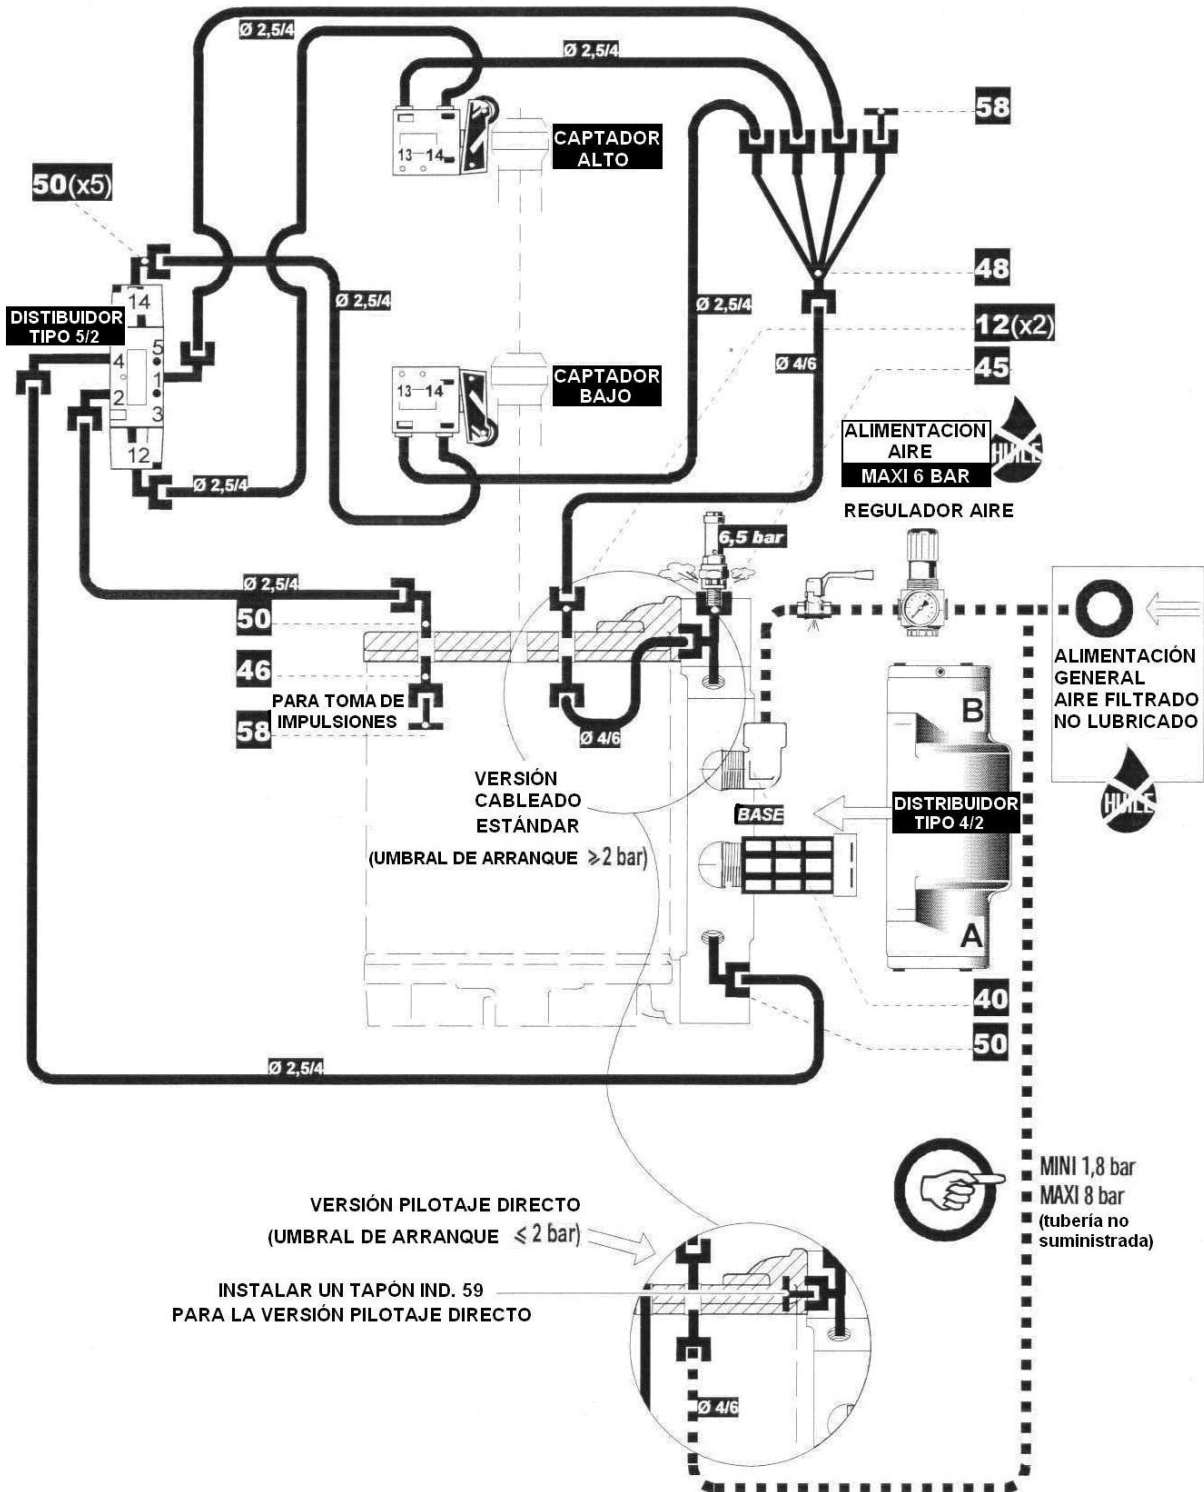 Ø 2,5/4
Ø 2,5/4
58
CAPTADOR
ALTO
13 14
50(x5)
48
14
Ø 2,5/4
Ø 2,5/4
DISTIBUIDOR
TIPO 5/2
12(x2)
4
5
1
2
3
12
Ø 4/6
45
CAPTADOR
BAJO
13 14
ALIMENTACION
AIRE
MAXI 6 BAR
HUILE
Ø 2,5/4
REGULADOR AIRE
6,5 bar
Ø 2,5/4
50
46
PARA TOMA DE
IMPULSIONES
58
Ø 4/6
ALIMENTACIÓN
GENERAL
AIRE FILTRADO
NO LUBRICADO
HUILE
B
VERSIÓN
CABLEADO
ESTÁNDAR
(UMBRAL DE ARRANQUE ⩾ 2 bar)
BASE
DISTRIBUIDOR
TIPO 4/2
A
40
50
Ø 2,5/4
MINI 1,8 bar
MAXI 8 bar
(tubería no
suministrada)
VERSIÓN PILOTAJE DIRECTO
(UMBRAL DE ARRANQUE ⩽ 2 bar)
INSTALAR UN TAPÓN IND. 59
PARA LA VERSIÓN PILOTAJE DIRECTO
Ø 4/6